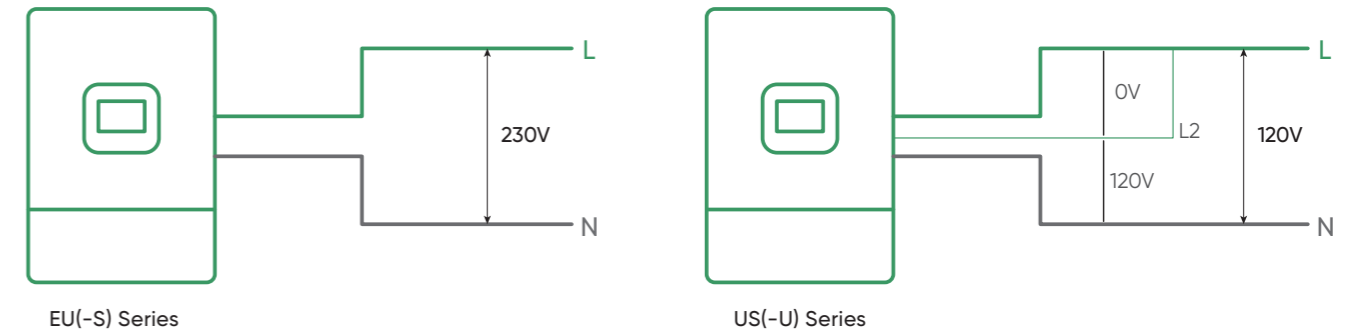 L
230V
N
EU(-S) Series
L
0V
L2
120V
120V
N
US(-U) Series